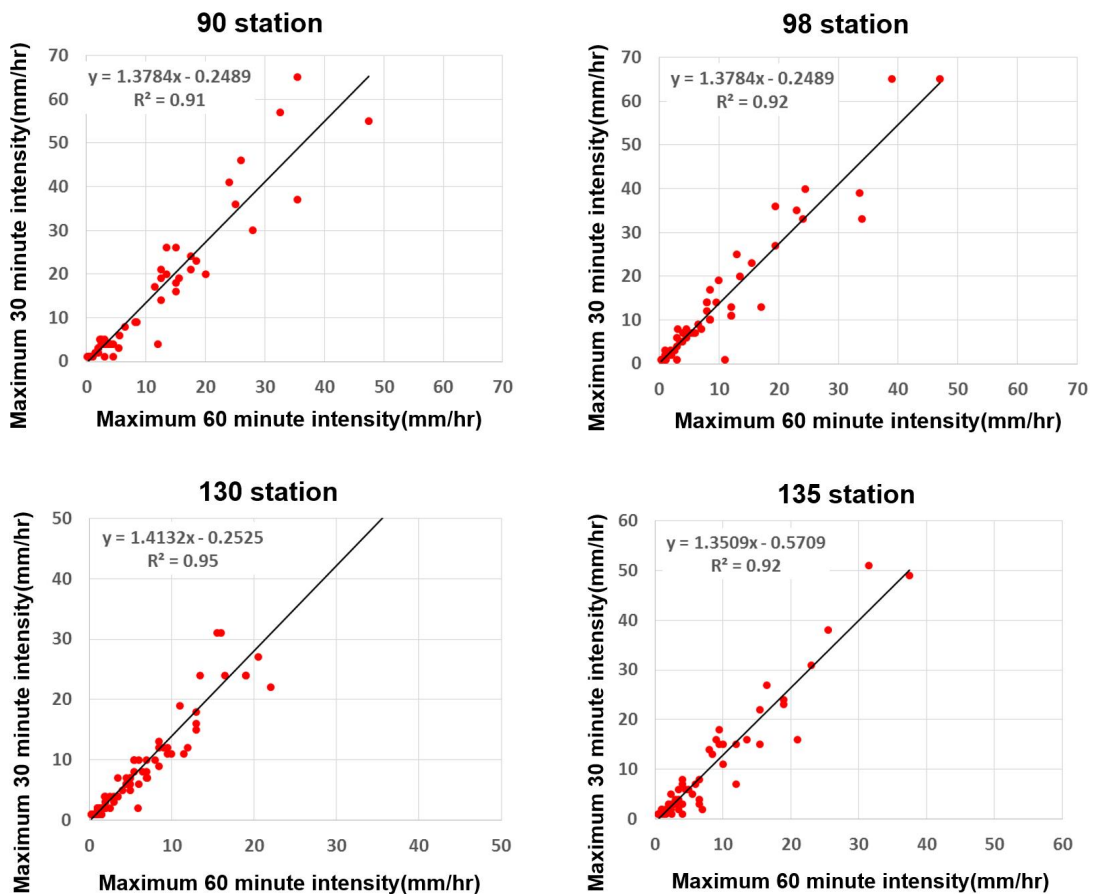 90 station
Maximum 30 minute intensity(mm/hr)
70
60
50
40
30
20
10
0
y = 1.3784x - 0.2489
R² = 0.91
0 10 20 30 40 50 60 70
Maximum 60 minute intensity(mm/hr)
98 station
Maximum 30 minute intensity(mm/hr)
70
60
50
40
30
20
10
0
y = 1.3784x - 0.2489
R² = 0.92
0 10 20 30 40 50 60 70
Maximum 60 minute intensity(mm/hr)
130 station
Maximum 30 minute intensity(mm/hr)
50
40
30
20
10
0
y = 1.4132x - 0.2525
R² = 0.95
0 10 20 30 40 50
Maximum 60 minute intensity(mm/hr)
135 station
Maximum 30 minute intensity(mm/hr)
60
50
40
30
20
10
0
y = 1.3509x - 0.5709
R² = 0.92
0 10 20 30 40 50 60
Maximum 60 minute intensity(mm/hr)